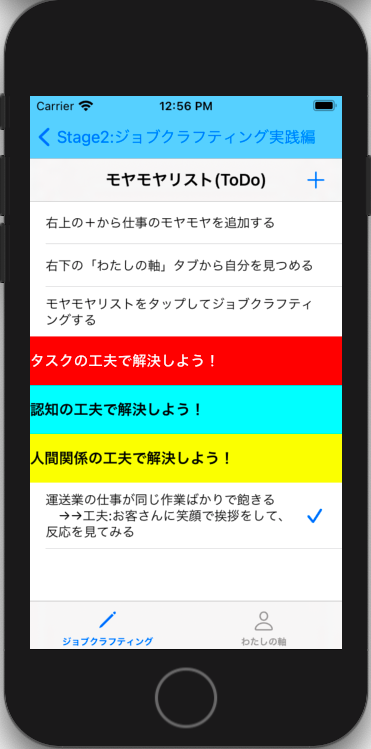 Carrier 12:56 PM
Stage2:ジョブクラフティング実践編
モヤモヤリスト(ToDo)
右上の＋から仕事のモヤモヤを追加する
右下の「わたしの軸」タブから自分を見つめる
モヤモヤリストをタップしてジョブクラフティ
ングする
タスクの工夫で解決しよう！
認知の工夫で解決しよう！
人間関係の工夫で解決しよう！
運送業の仕事が同じ作業ばかりで飽きる
→→工夫:お客さんに笑顔で挨拶をして、
反応を見てみる
ジョブクラフティング わたしの軸